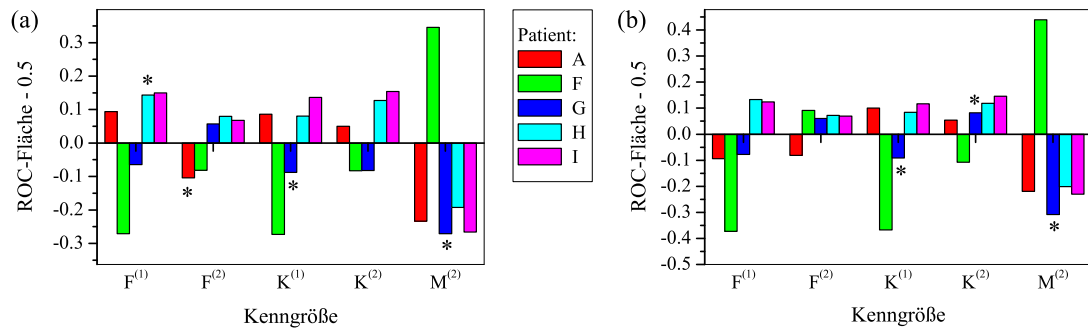 (a)
ROC-Fläche - 0.5
0.3
0.2
0.1
0.0
-0.1
-0.2
-0.3
*
*
*
*
F(1) F(2) K(1) K(2) M(2)
Kenngröße
Patient:
A
F
G
H
I
(b)
ROC-Fläche - 0.5
0.4
0.3
0.2
0.1
0.0
-0.1
-0.2
-0.3
-0.4
-0.5
*
*
*
F(1) F(2) K(1) K(2) M(2)
Kenngröße